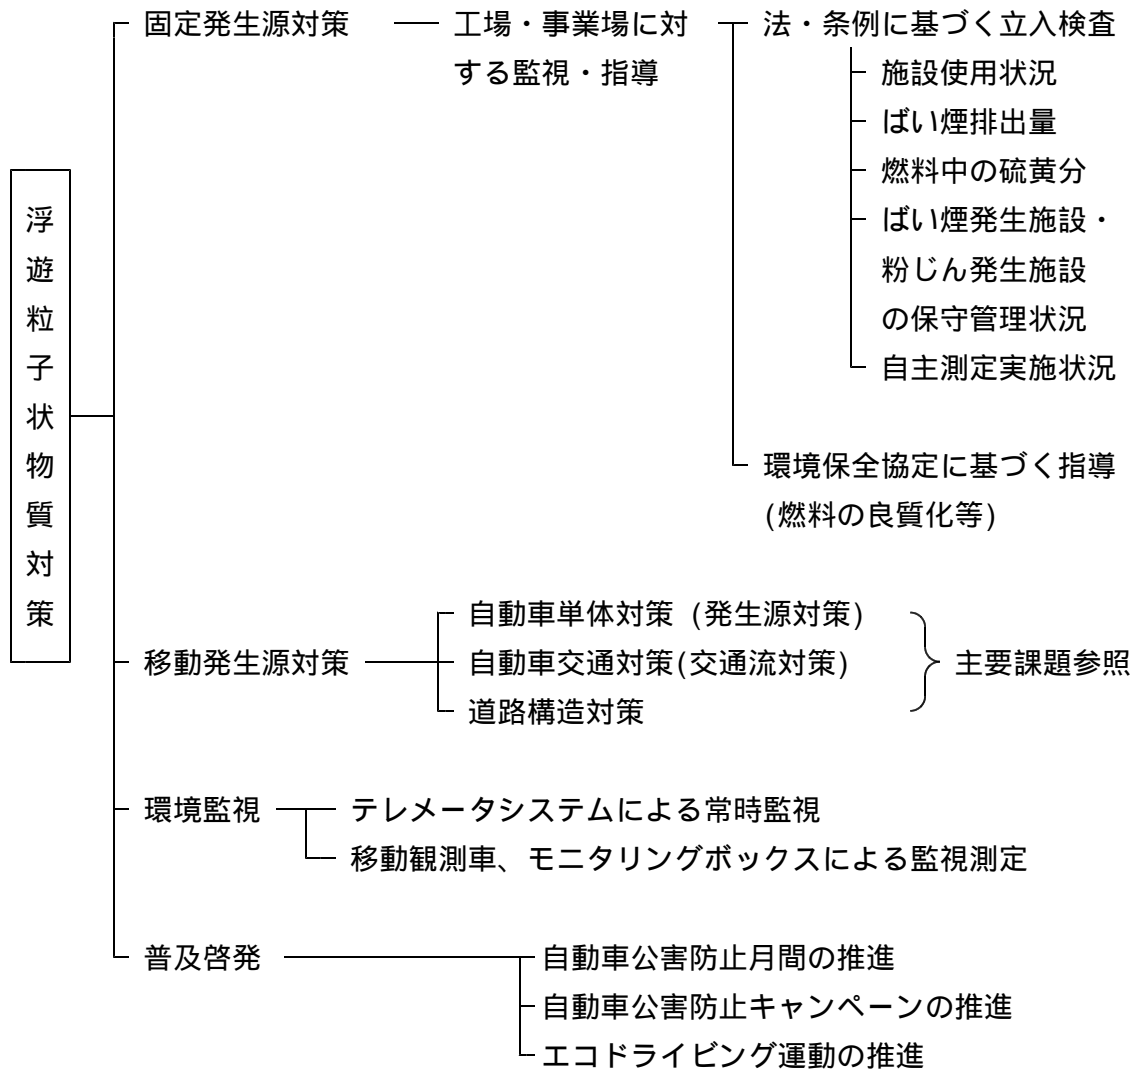 浮遊粒子状物質対策
固定発生源対策
工場・事業場に対
する監視・指導
法・条例に基づく立入検査
施設使用状況
ばい煙排出量
燃料中の硫黄分
ばい煙発生施設・
粉じん発生施設
の保守管理状況
自主測定実施状況
環境保全協定に基づく指導
(燃料の良質化等)
移動発生源対策
自動車単体対策 (発生源対策)
自動車交通対策(交通流対策)
道路構造対策
主要課題参照
環境監視
テレメータシステムによる常時監視
移動観測車、モニタリングボックスによる監視測定
普及啓発
自動車公害防止月間の推進
自動車公害防止キャンペーンの推進
エコドライビング運動の推進